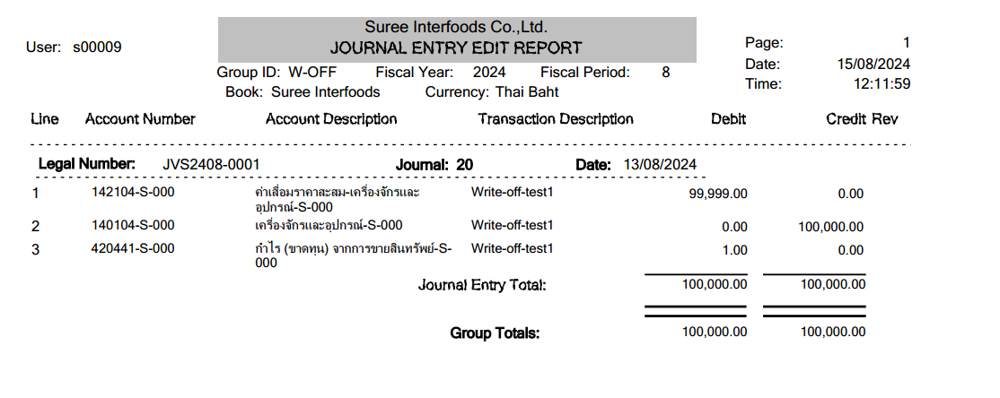 Suree Interfoods Co.,Ltd.
User: s00009 JOURNAL ENTRY EDIT REPORT Page: 1
Group ID: W-OFF Fiscal Year: 2024 Fiscal Period: 8 Date: 15/08/2024
Book: Suree Interfoods Currency: Thai Baht Time: 12:11:59
Line Account Number Account Description Transaction Description Debit Credit Rev
Legal Number: JVS2408-0001 Journal: 20 Date: 13/08/2024
1 142104-S-000 ค่าเสื่อมราคาสะสม-เครื่องจักรและ Write-off-test1 99,999.00 0.00
อุปกรณ์-S-000
2 140104-S-000 เครื่องจักรและอุปกรณ์-S-000 Write-off-test1 0.00 100,000.00
3 420441-S-000 กำไร (ขาดทุน) จากการขายสินทรัพย์-S- Write-off-test1 1.00 0.00
000
Journal Entry Total: 100,000.00 100,000.00
Group Totals: 100,000.00 100,000.00